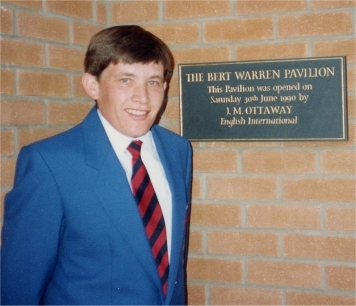 THE BERT WARREN PAVILION
This Pavilion was opened on
Saturday 30th June 1990 by
J. M. OTTAWAY
English International